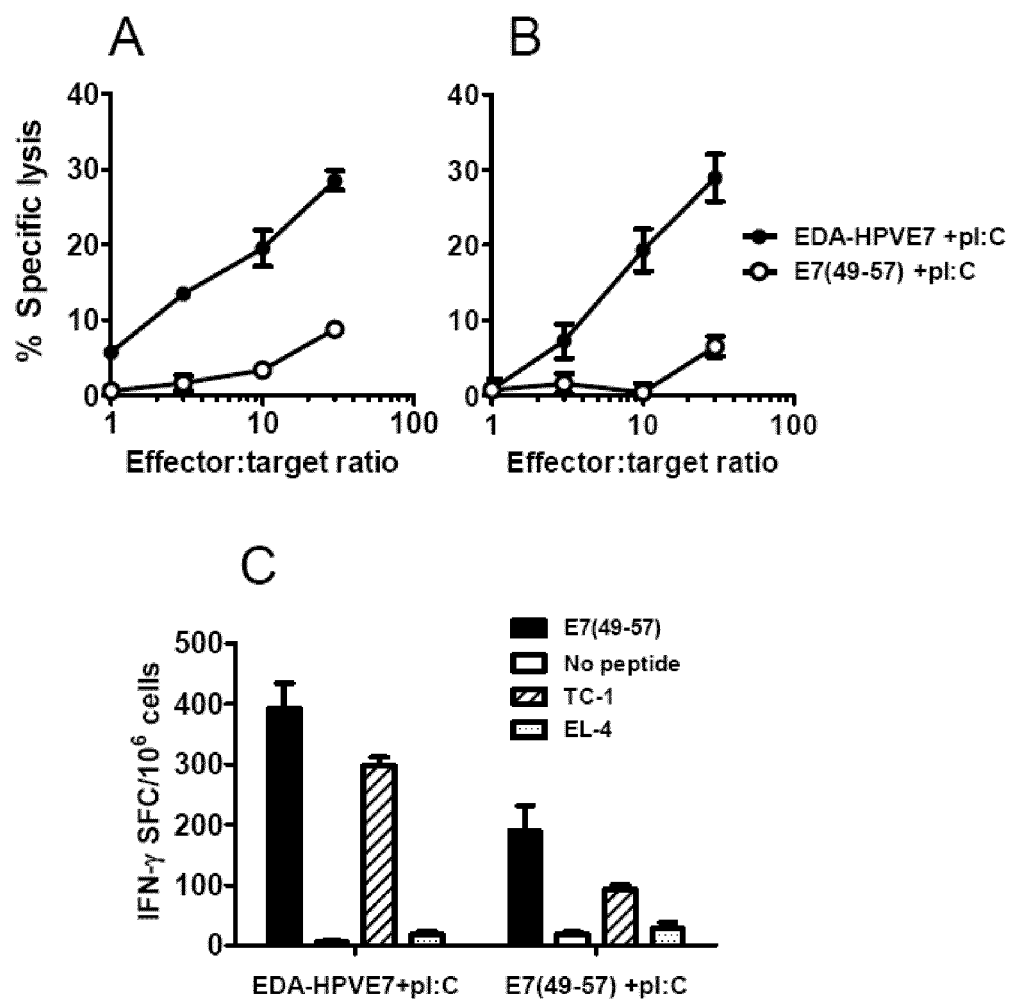 A
B
40
30
20
10
0
1
10
100
% Specific lysis
Effector:target ratio
40
30
20
10
0
1
10
100
Effector:target ratio
EDA-HPVE7 +pI:C
E7(49-57) +pI:C
C
500
400
300
200
100
0
IFN-γ SFC/10⁶ cells
E7(49-57)
No peptide
TC-1
EL-4
EDA-HPVE7+pI:C
E7(49-57) +pI:C